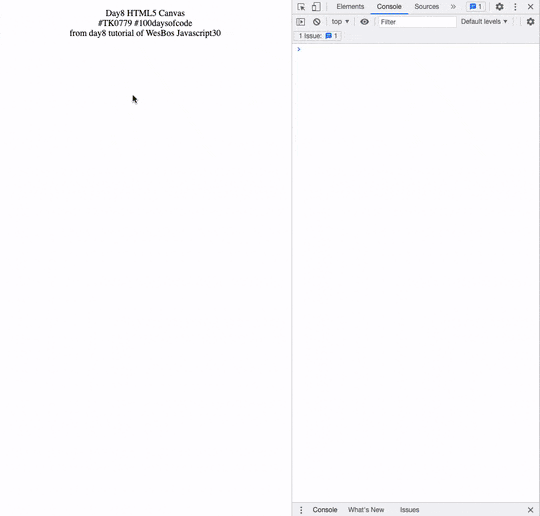 Day8 HTML5 Canvas
#TK0779 #100daysofcode
from day8 tutorial of WesBos Javascript30
Elements Console Sources » 1
top ▼ Filter Default levels ▼
1 Issue: 1
›
Console What's New Issues